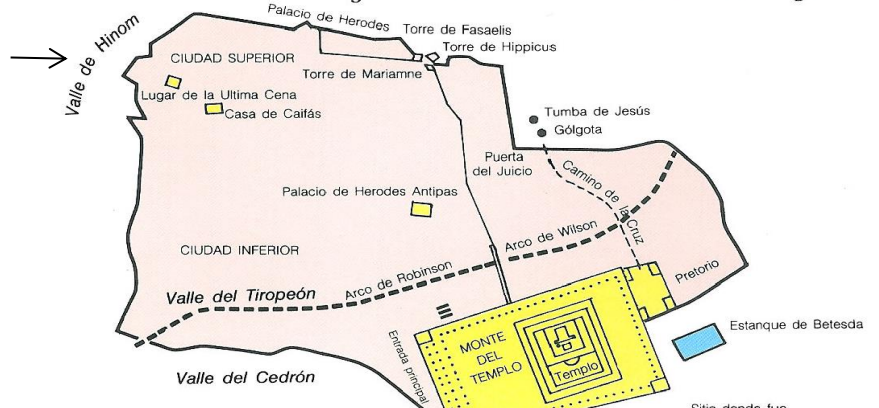 Palacio de Herodes
Torre de Fasaelis
Torre de Hippicus
Valle de Hinom
CIUDAD SUPERIOR
Torre de Mariamne
Lugar de la Ultima Cena
Casa de Caifás
Tumba de Jesús
Gólgota
Puerta
del Juicio
Camino de la Cruz
Palacio de Herodes Antipas
CIUDAD INFERIOR
Arco de Wilson
Arco de Robinson
Valle del Tiropeón
Pretorio
Estanque de Betesda
Entrada principal
MONTE
DEL
TEMPLO
Templo
Valle del Cedrón